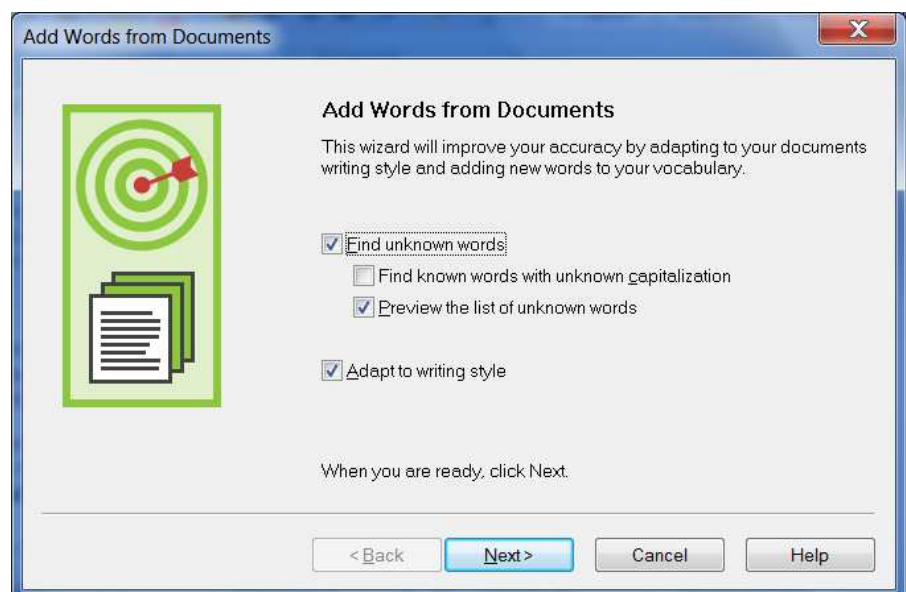 Add Words from Documents
Add Words from Documents
This wizard will improve your accuracy by adapting to your documents
writing style and adding new words to your vocabulary.
Find unknown words
Find known words with unknown capitalization
Preview the list of unknown words
Adapt to writing style
When you are ready, click Next.
< Back Next > Cancel Help